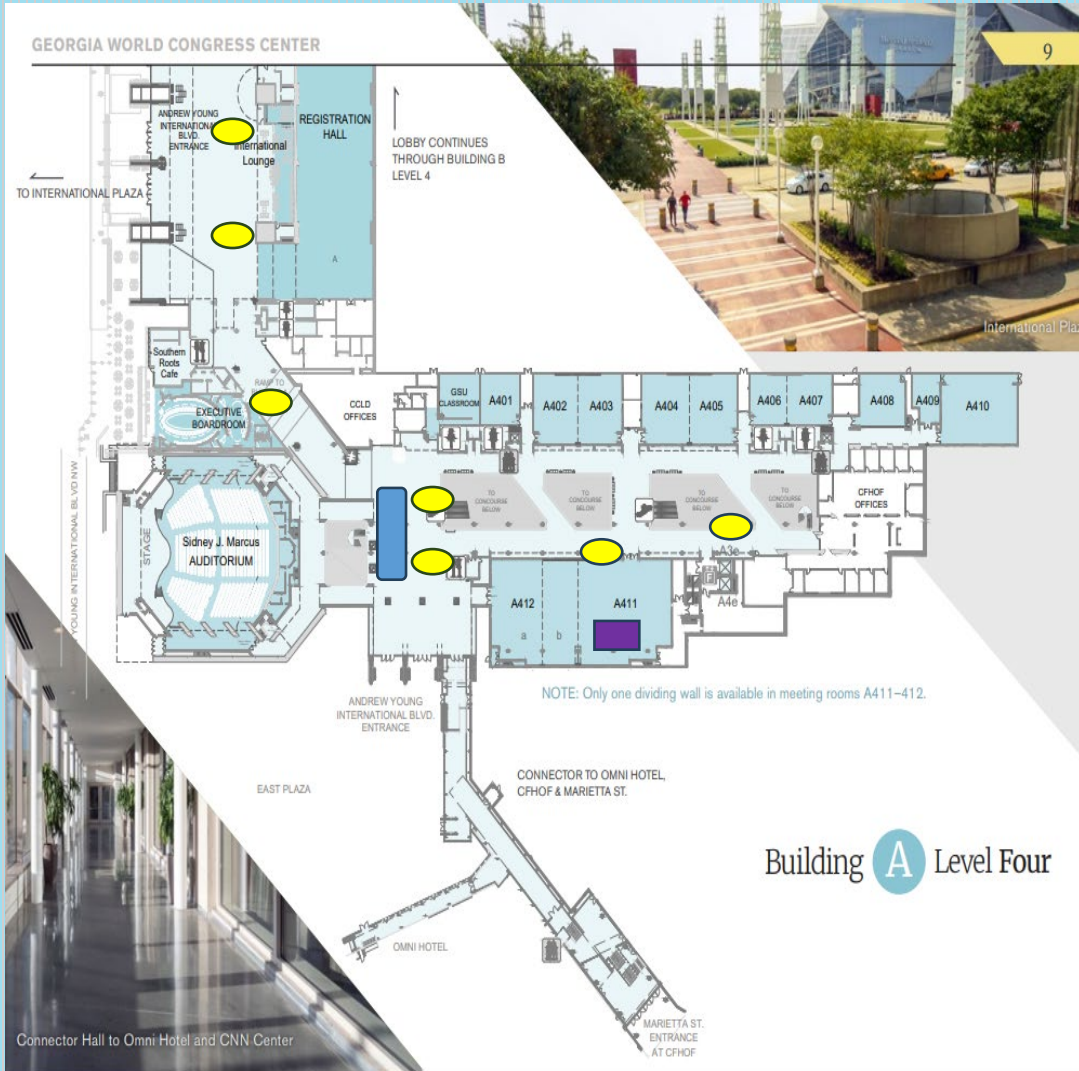 GEORGIA WORLD CONGRESS CENTER
9
ANDREW YOUNG
INTERNATIONAL
BLVD.
ENTRANCE
International
Lounge
REGISTRATION
HALL
A
LOBBY CONTINUES
THROUGH BUILDING B
LEVEL 4
TO INTERNATIONAL PLAZA
International Plaz
Southern
Roots
Cafe
RAMP TO
EXECUTIVE
BOARDROOM
CCLD
OFFICES
GSU
CLASSROOM
A401
A402
A403
A404
A405
A406
A407
A408
A409
A410
TO
CONCOURSE
BELOW
TO
CONCOURSE
BELOW
TO
CONCOURSE
BELOW
TO
CONCOURSE
BELOW
CFHOF
OFFICES
STAGE
Sidney J. Marcus
AUDITORIUM
YOUNG INTERNATIONAL BLVD NW
A3e
A4e
A412
A411
a
b
NOTE: Only one dividing wall is available in meeting rooms A411–412.
ANDREW YOUNG
INTERNATIONAL BLVD.
ENTRANCE
EAST PLAZA
CONNECTOR TO OMNI HOTEL,
CFHOF & MARIETTA ST.
Building A Level Four
OMNI HOTEL
MARIETTA ST.
ENTRANCE
AT CFHOF
Connector Hall to Omni Hotel and CNN Center